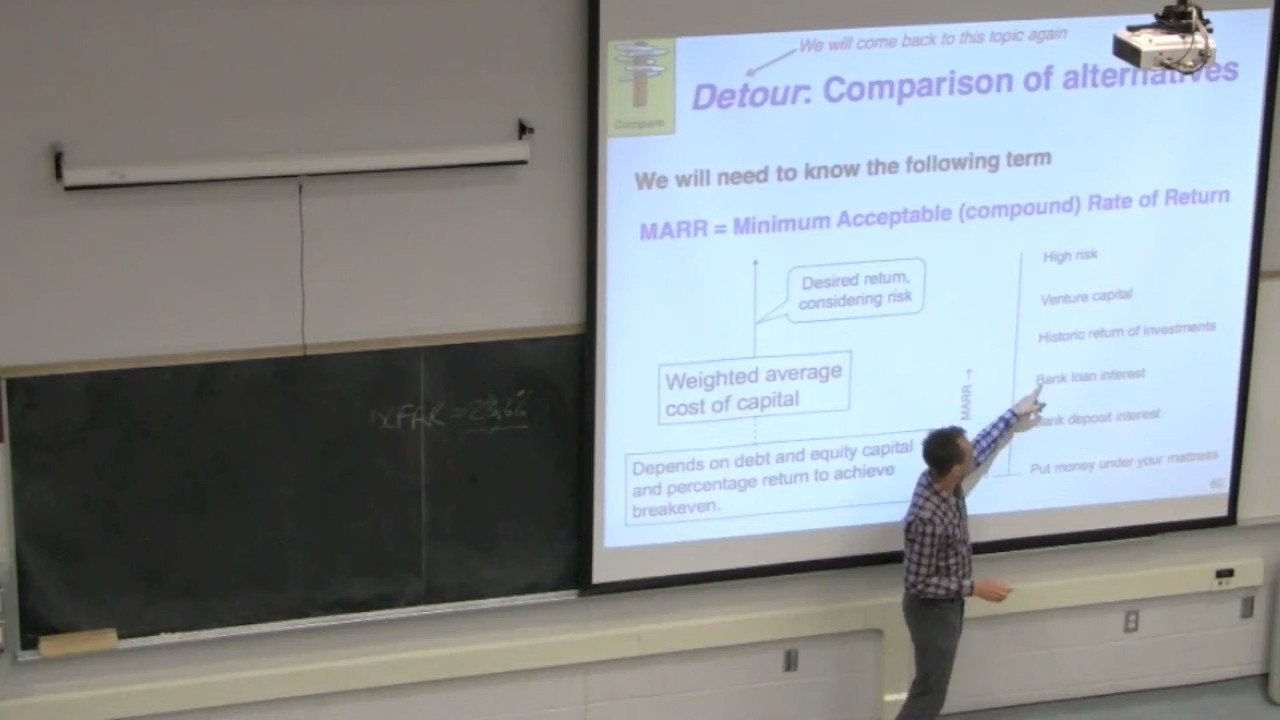 We will come back to this topic again
Detour: Comparison of alternatives
Compare
We will need to know the following term
MARR = Minimum Acceptable (compound) Rate of Return
Desired return,
considering risk
Weighted average
cost of capital
Depends on debt and equity capital
and percentage return to achieve
breakeven.
MARR →
High risk
Venture capital
Historic return of investments
Bank loan interest
Bank deposit interest
Put money under your mattress